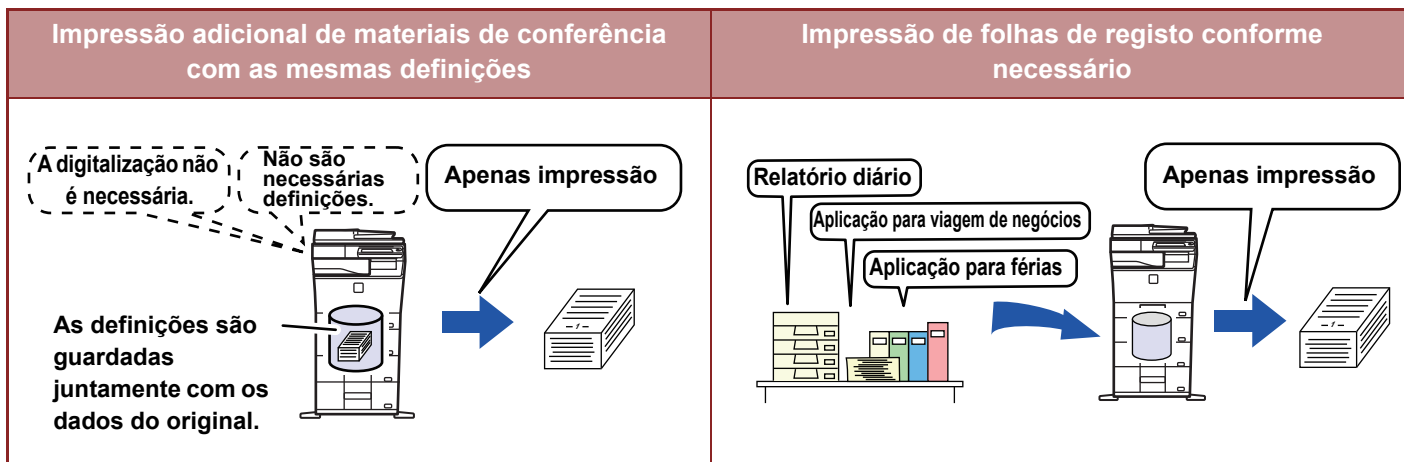 Impressão adicional de materiais de conferência
com as mesmas definições
A digitalização não
é necessária.
Não são
necessárias
definições.
Apenas impressão
As definições são
guardadas
juntamente com os
dados do original.
–1–
Impressão de folhas de registo conforme
necessário
Relatório diário
Aplicação para viagem de negócios
Aplicação para férias
Apenas impressão
–1–